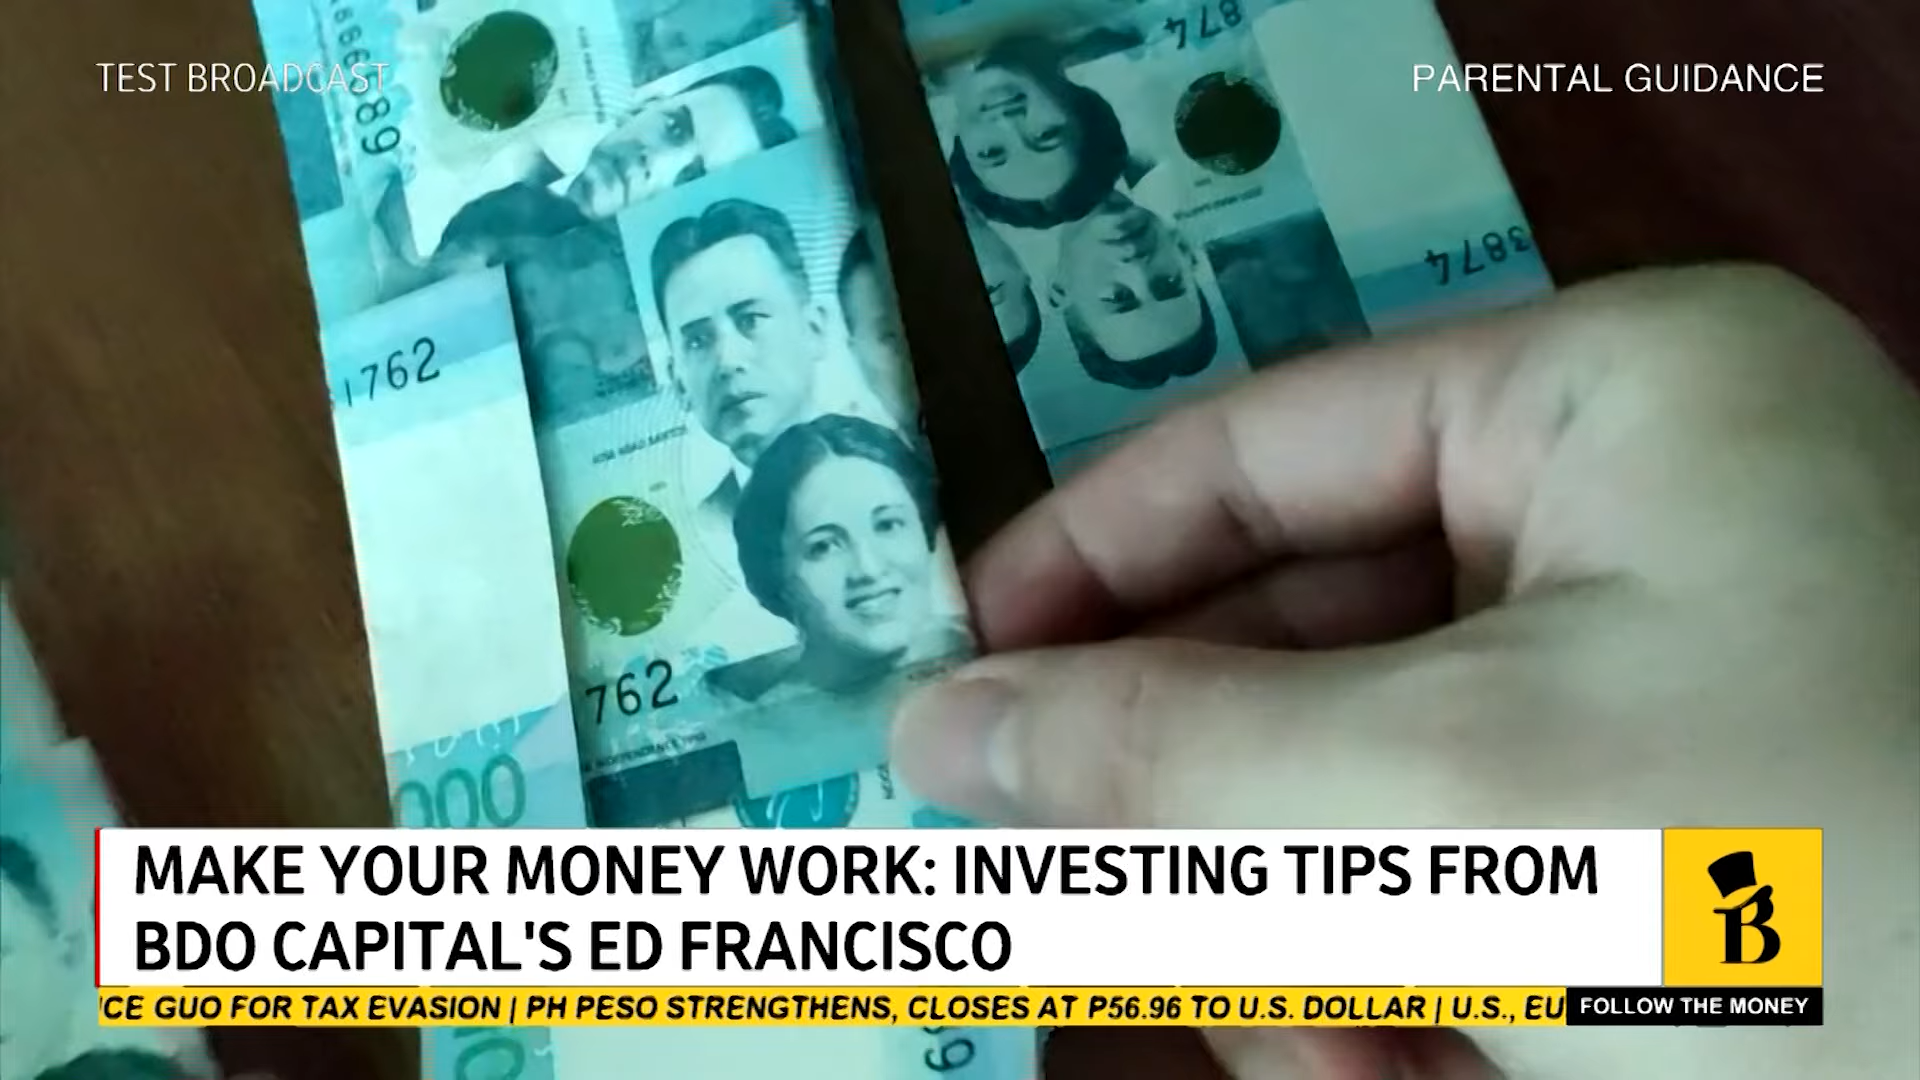 TEST BROADCAST
PARENTAL GUIDANCE
874
3874
1762
762
000
MAKE YOUR MONEY WORK: INVESTING TIPS FROM
BDO CAPITAL'S ED FRANCISCO
B
CE GUO FOR TAX EVASION | PH PESO STRENGTHENS, CLOSES AT P56.96 TO U.S. DOLLAR | U.S., EU
FOLLOW THE MONEY